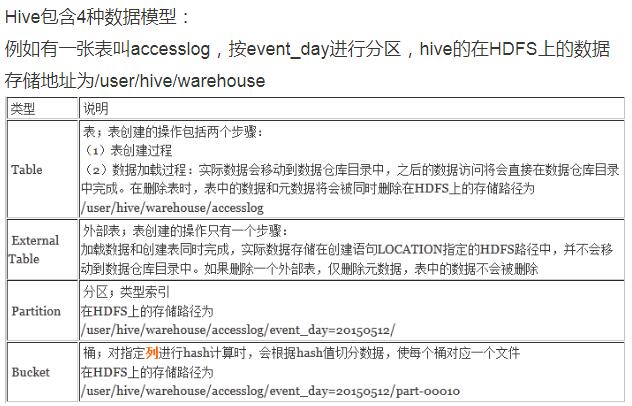 Hive包含4种数据模型：
例如有一张表叫accesslog，按event_day进行分区，hive的在HDFS上的数据
存储地址为/user/hive/warehouse
类型 说明
Table
表；表创建的操作包括两个步骤：
（1）表创建过程
（2）数据加载过程：实际数据会移动到数据仓库目录中，之后的数据访问将会直接在数据仓库目录
中完成。在删除表时，表中的数据和元数据将会被同时删除在HDFS上的存储路径为
/user/hive/warehouse/accesslog
External
Table
外部表；表创建的操作只有一个步骤：
加载数据和创建表同时完成，实际数据存储在创建语句LOCATION指定的HDFS路径中，并不会移
动到数据仓库目录中。如果删除一个外部表，仅删除元数据，表中的数据不会被删除
Partition
分区；类型索引
在HDFS上的存储路径为
/user/hive/warehouse/accesslog/event_day=20150512/
Bucket
桶；对指定列进行hash计算时，会根据hash值切分数据，使每个桶对应一个文件
在HDFS上的存储路径为
/user/hive/warehouse/accesslog/event_day=20150512/part-00010